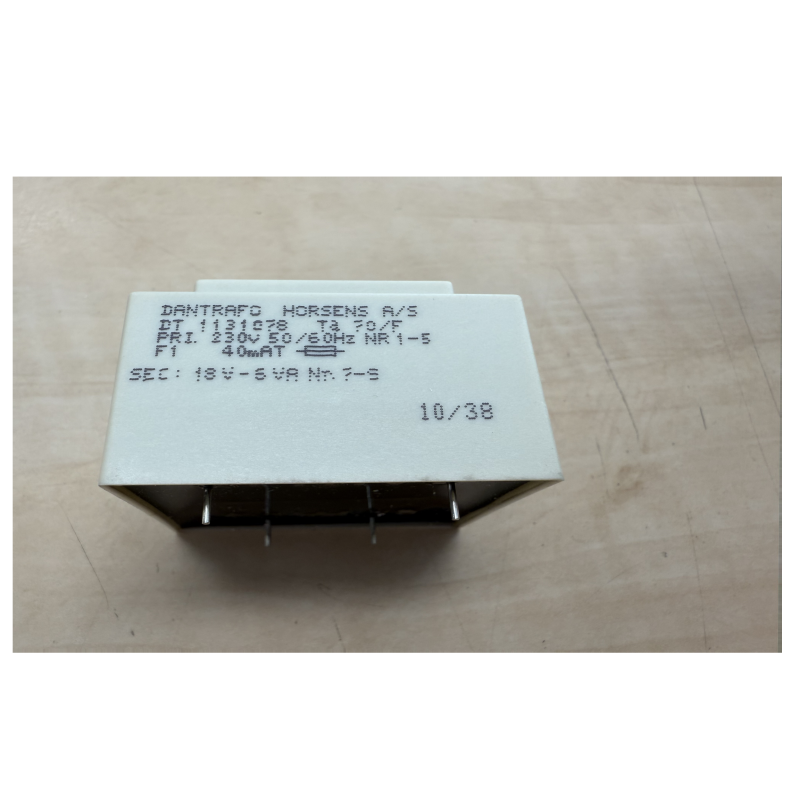 DANTRAFO HORSENS A/S
DT 1131078 Ta 70/F
PRI. 230V 50/60Hz NR 1-5
F1 40mAT
SEC: 18V-6VA Nr. 7-9
10/38